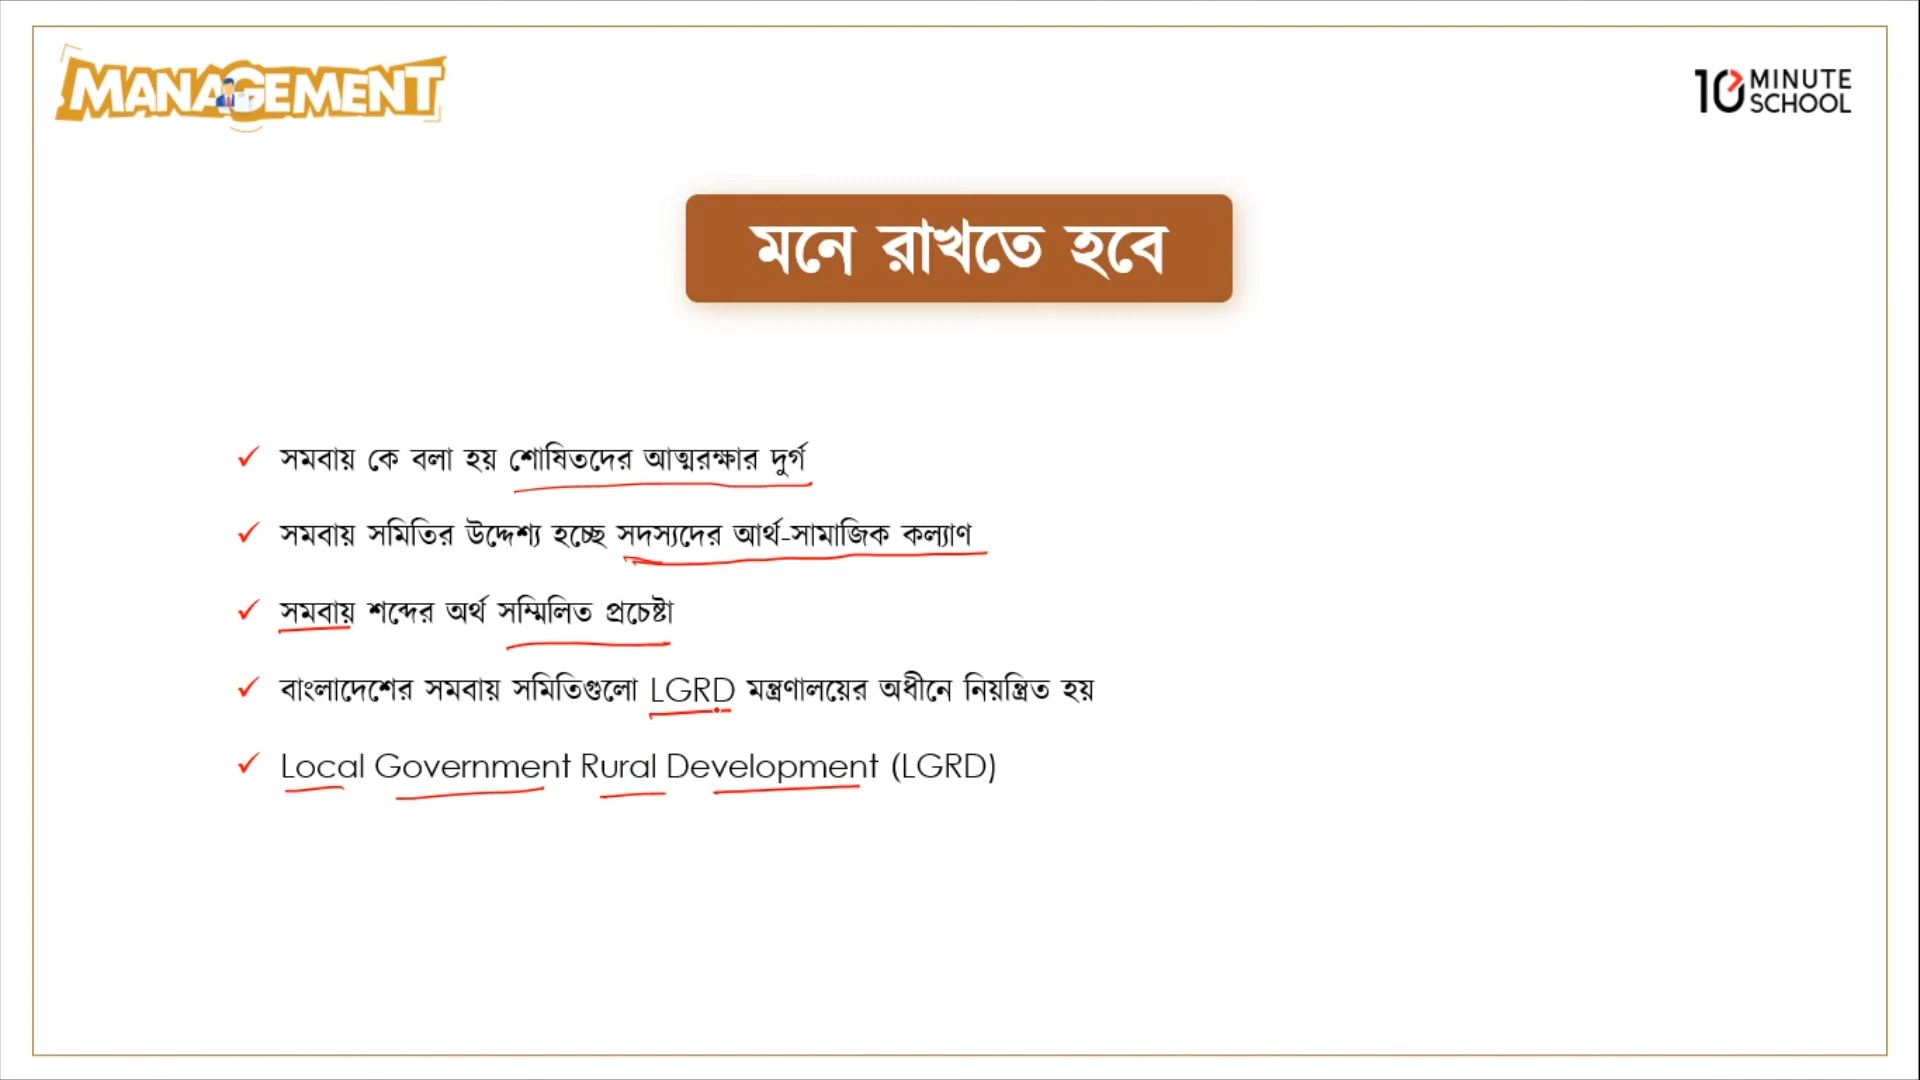 MANAGEMENT
10 MINUTE SCHOOL
মনে রাখতে হবে
সমবায় কে বলা হয় শোষিতদের আত্মরক্ষার দুর্গ
সমবায় সমিতির উদ্দেশ্য হচ্ছে সদস্যদের আর্থ-সামাজিক কল্যাণ
সমবায় শব্দের অর্থ সম্মিলিত প্রচেষ্টা
বাংলাদেশের সমবায় সমিতিগুলো LGRD মন্ত্রণালয়ের অধীনে নিয়ন্ত্রিত হয়
Local Government Rural Development (LGRD)